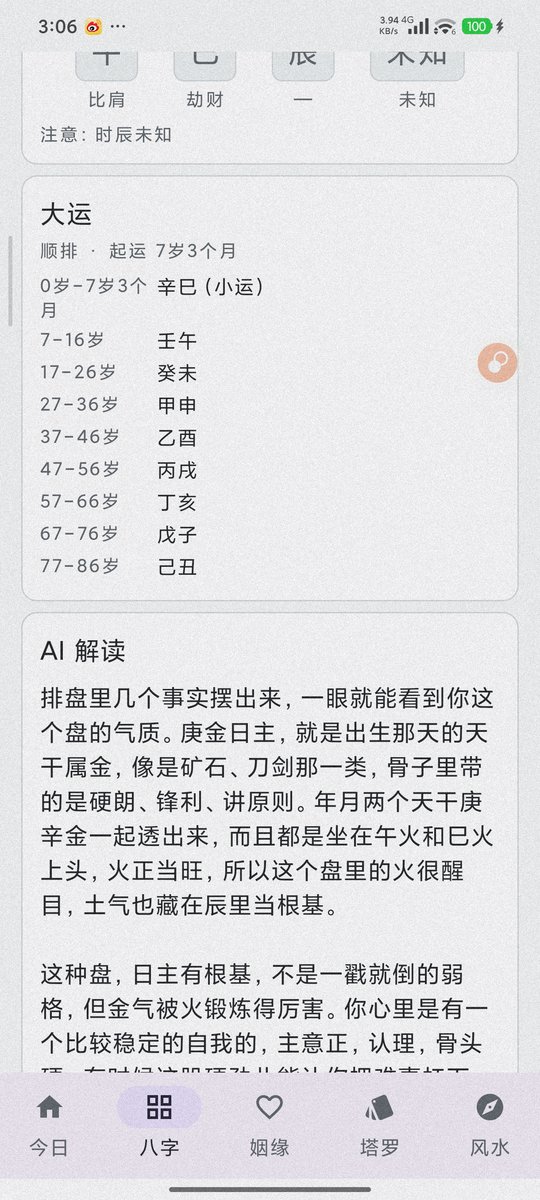 3:06 ··· 3.94 KB/s 4G 6 100
比肩 劫财 — 未知
注意: 时辰未知
大运
顺排 · 起运 7岁3个月
0岁-7岁3个月 辛巳 (小运)
7-16岁 壬午
17-26岁 癸未
27-36岁 甲申
37-46岁 乙酉
47-56岁 丙戌
57-66岁 丁亥
67-76岁 戊子
77-86岁 己丑
AI 解读
排盘里几个事实摆出来, 一眼就能看到你这
个盘的气质。庚金日主, 就是出生那天的天
干属金, 像是矿石、刀剑那一类, 骨子里带
的是硬朗、锋利、讲原则。年月两个天干庚
辛金一起透出来, 而且都是坐在午火和巳火
上头, 火正当旺, 所以这个盘里的火很醒
目, 土气也藏在辰里当根基。
这种盘, 日主有根基, 不是一戳就倒的弱
格, 但金气被火锻炼得厉害。你心里是有一
个比较稳定的自我的, 主意正, 认理, 骨头
今日 八字 姻缘 塔罗 风水